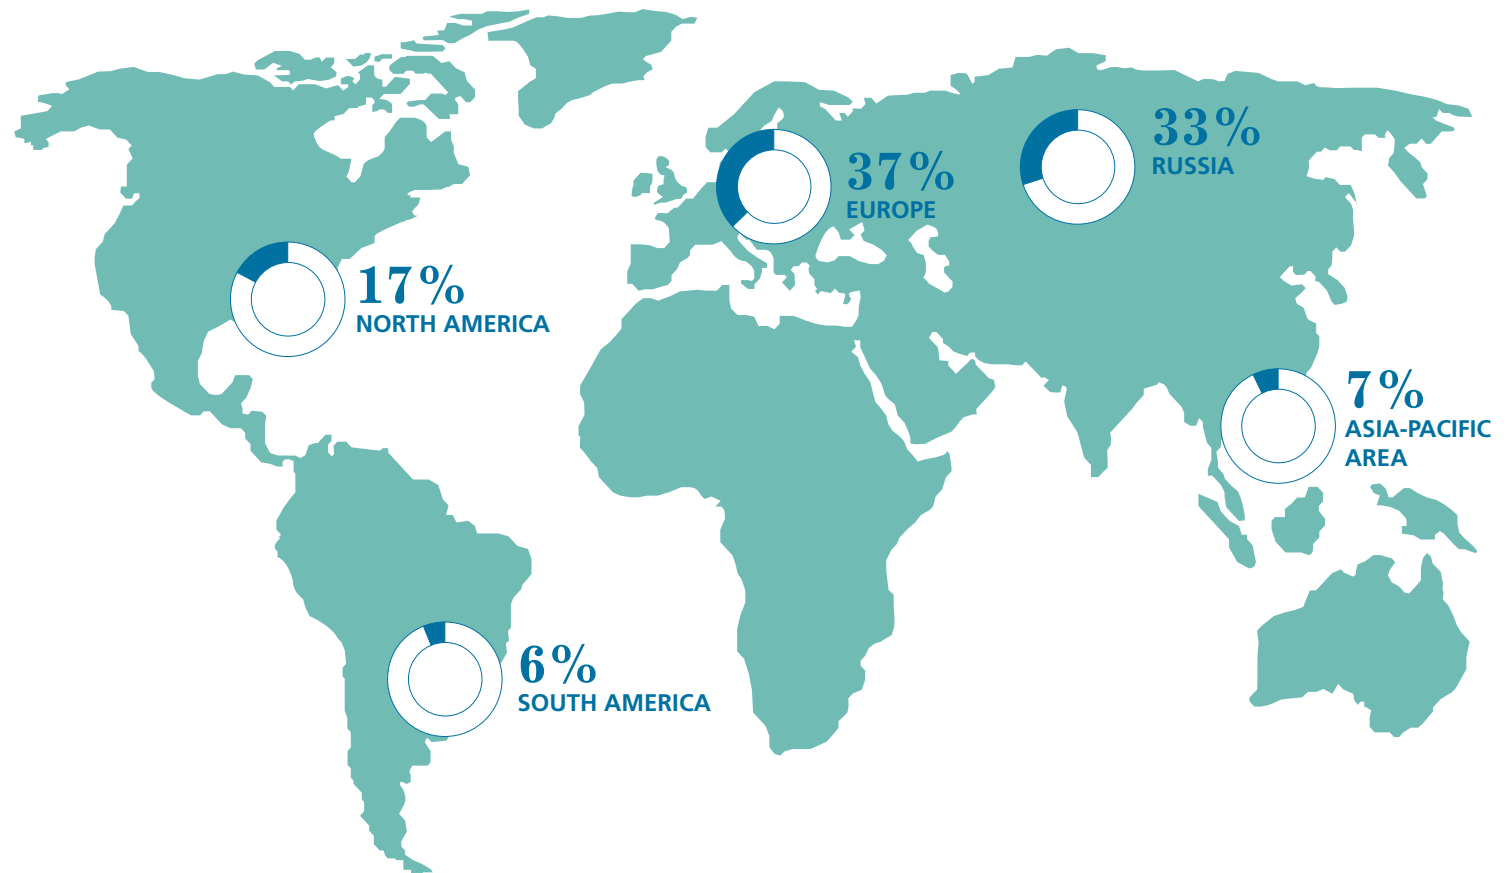 33%
RUSSIA
37%
EUROPE
17%
NORTH AMERICA
7%
ASIA-PACIFIC
AREA
6%
SOUTH AMERICA